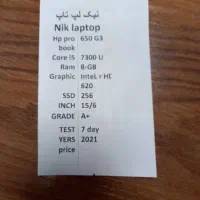 نیک لپ تاپ
Nik laptop
Hp pro book 650 G3
Core I5 7300 U
Ram 8-GB
Graphic Intel r HD 620
SSD 256
INCH 15/6
GRADE A+
TEST 7 day
YERS 2021
price